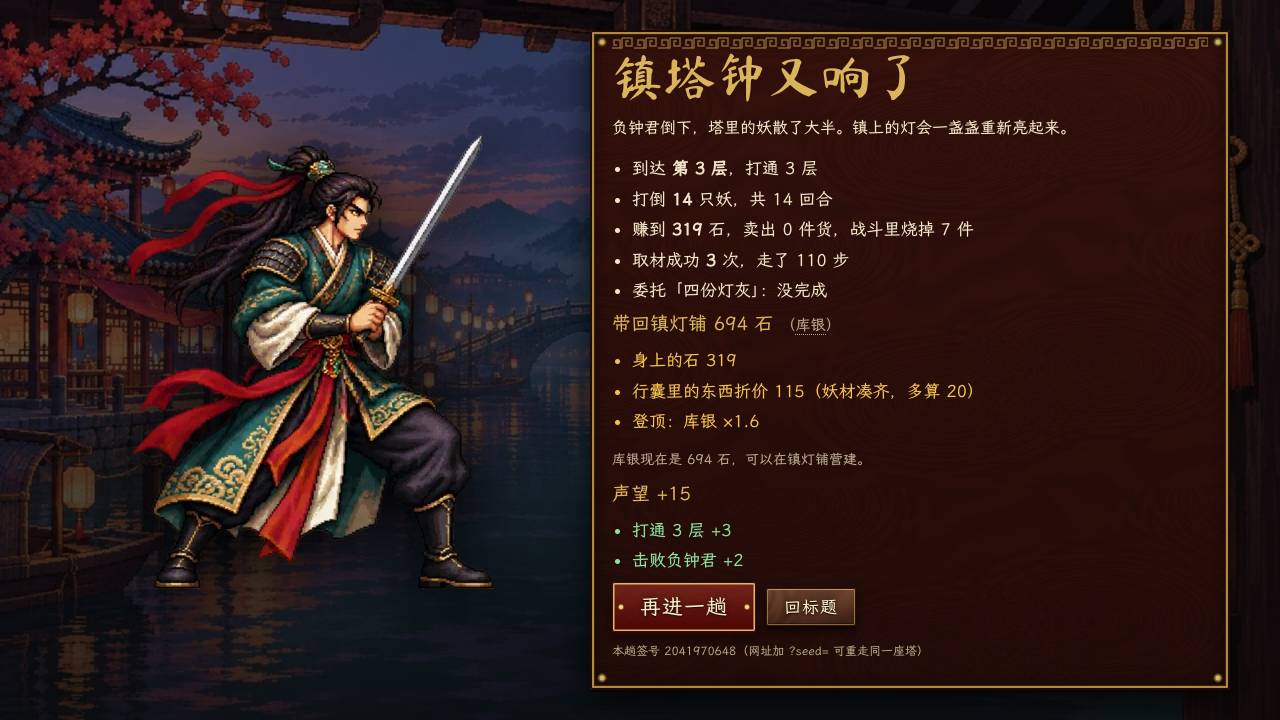 镇塔钟又响了
负钟君倒下，塔里的妖散了大半。镇上的灯会一盏盏重新亮起来。
到达 第 3 层，打通 3 层
打倒 14 只妖，共 14 回合
赚到 319 石，卖出 0 件货，战斗里烧掉 7 件
取材成功 3 次，走了 110 步
委托「四份灯灰」：没完成
带回镇灯铺 694 石 （库银）
身上的石 319
行囊里的东西折价 115（妖材凑齐，多算 20）
登顶：库银 ×1.6
库银现在是 694 石，可以在镇灯铺营建。
声望 +15
打通 3 层 +3
击败负钟君 +2
再进一趟
回标题
本趟签号 2041970648（网址加 ?seed= 可重走同一座塔）